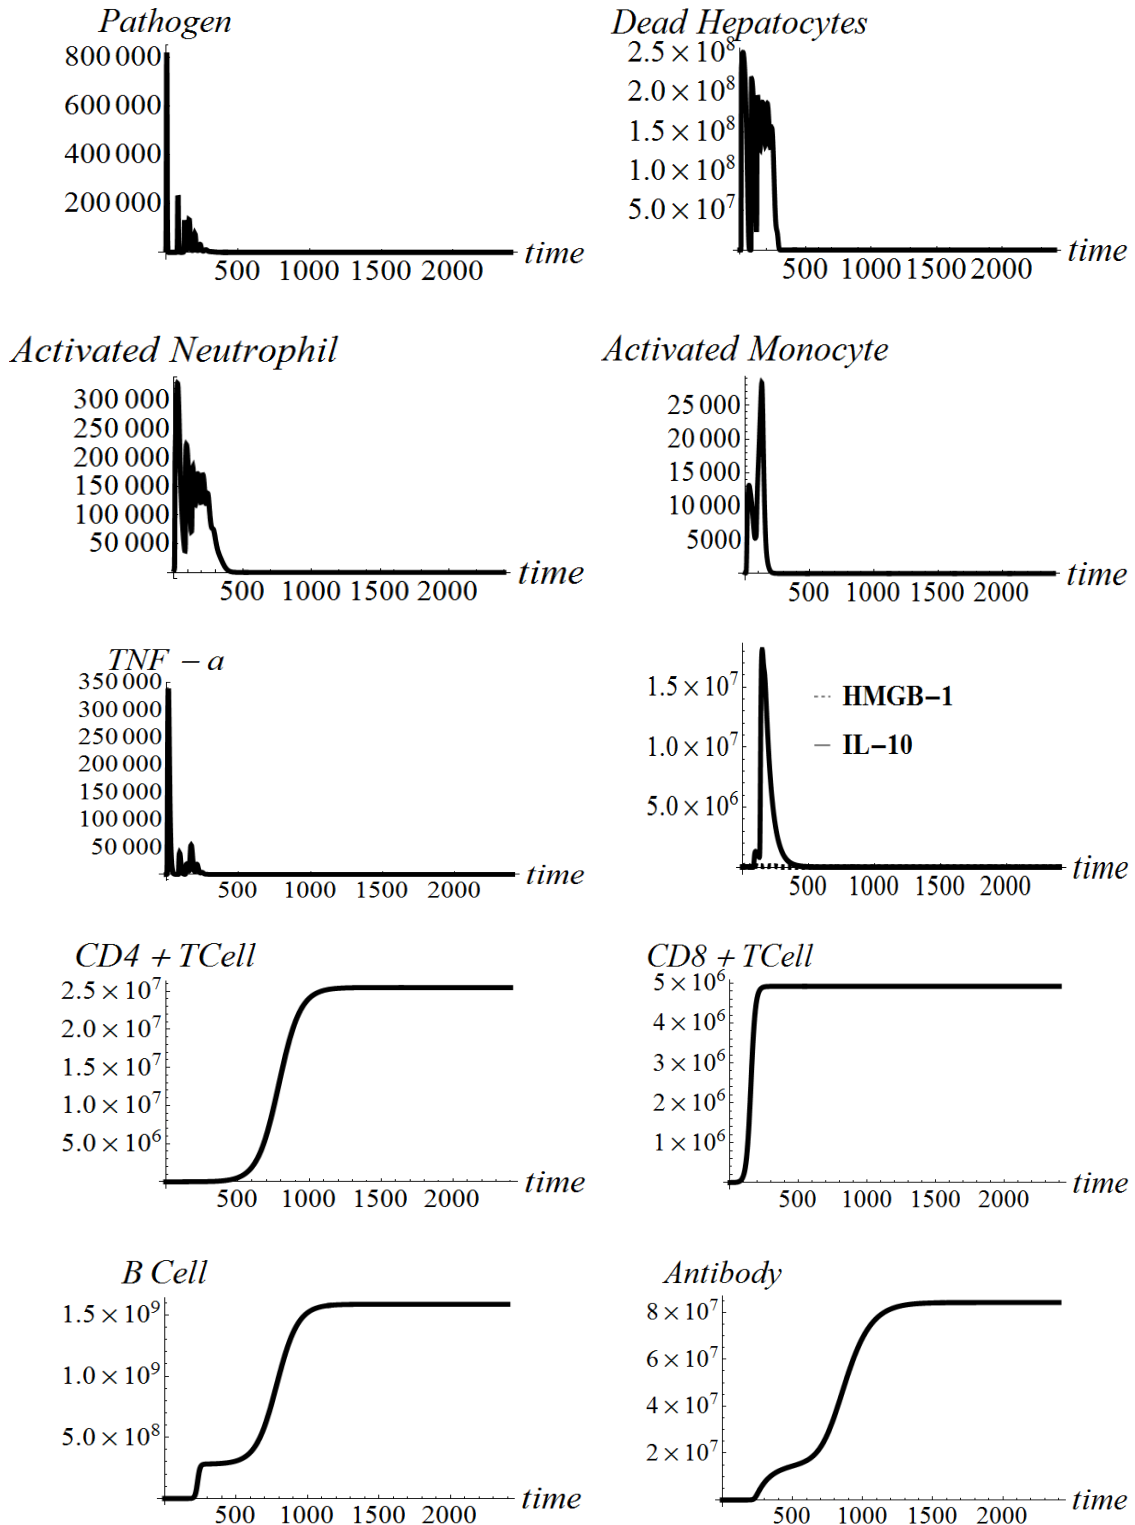 Pathogen
800 000
600 000
400 000
200 000
500 1000 1500 2000
time
Dead Hepatocytes
2.5 × 10⁸
2.0 × 10⁸
1.5 × 10⁸
1.0 × 10⁸
5.0 × 10⁷
500 1000 1500 2000
time
Activated Neutrophil
300 000
250 000
200 000
150 000
100 000
50 000
500 1000 1500 2000
time
Activated Monocyte
25 000
20 000
15 000
10 000
5000
500 1000 1500 2000
time
TNF − a
350 000
300 000
250 000
200 000
150 000
100 000
50 000
500 1000 1500 2000
time
1.5 × 10⁷
1.0 × 10⁷
5.0 × 10⁶
HMGB−1
IL−10
500 1000 1500 2000
time
CD4 + TCell
2.5 × 10⁷
2.0 × 10⁷
1.5 × 10⁷
1.0 × 10⁷
5.0 × 10⁶
500 1000 1500 2000
time
CD8 + TCell
5 × 10⁶
4 × 10⁶
3 × 10⁶
2 × 10⁶
1 × 10⁶
500 1000 1500 2000
time
B Cell
1.5 × 10⁹
1.0 × 10⁹
5.0 × 10⁸
500 1000 1500 2000
time
Antibody
8 × 10⁷
6 × 10⁷
4 × 10⁷
2 × 10⁷
500 1000 1500 2000
time